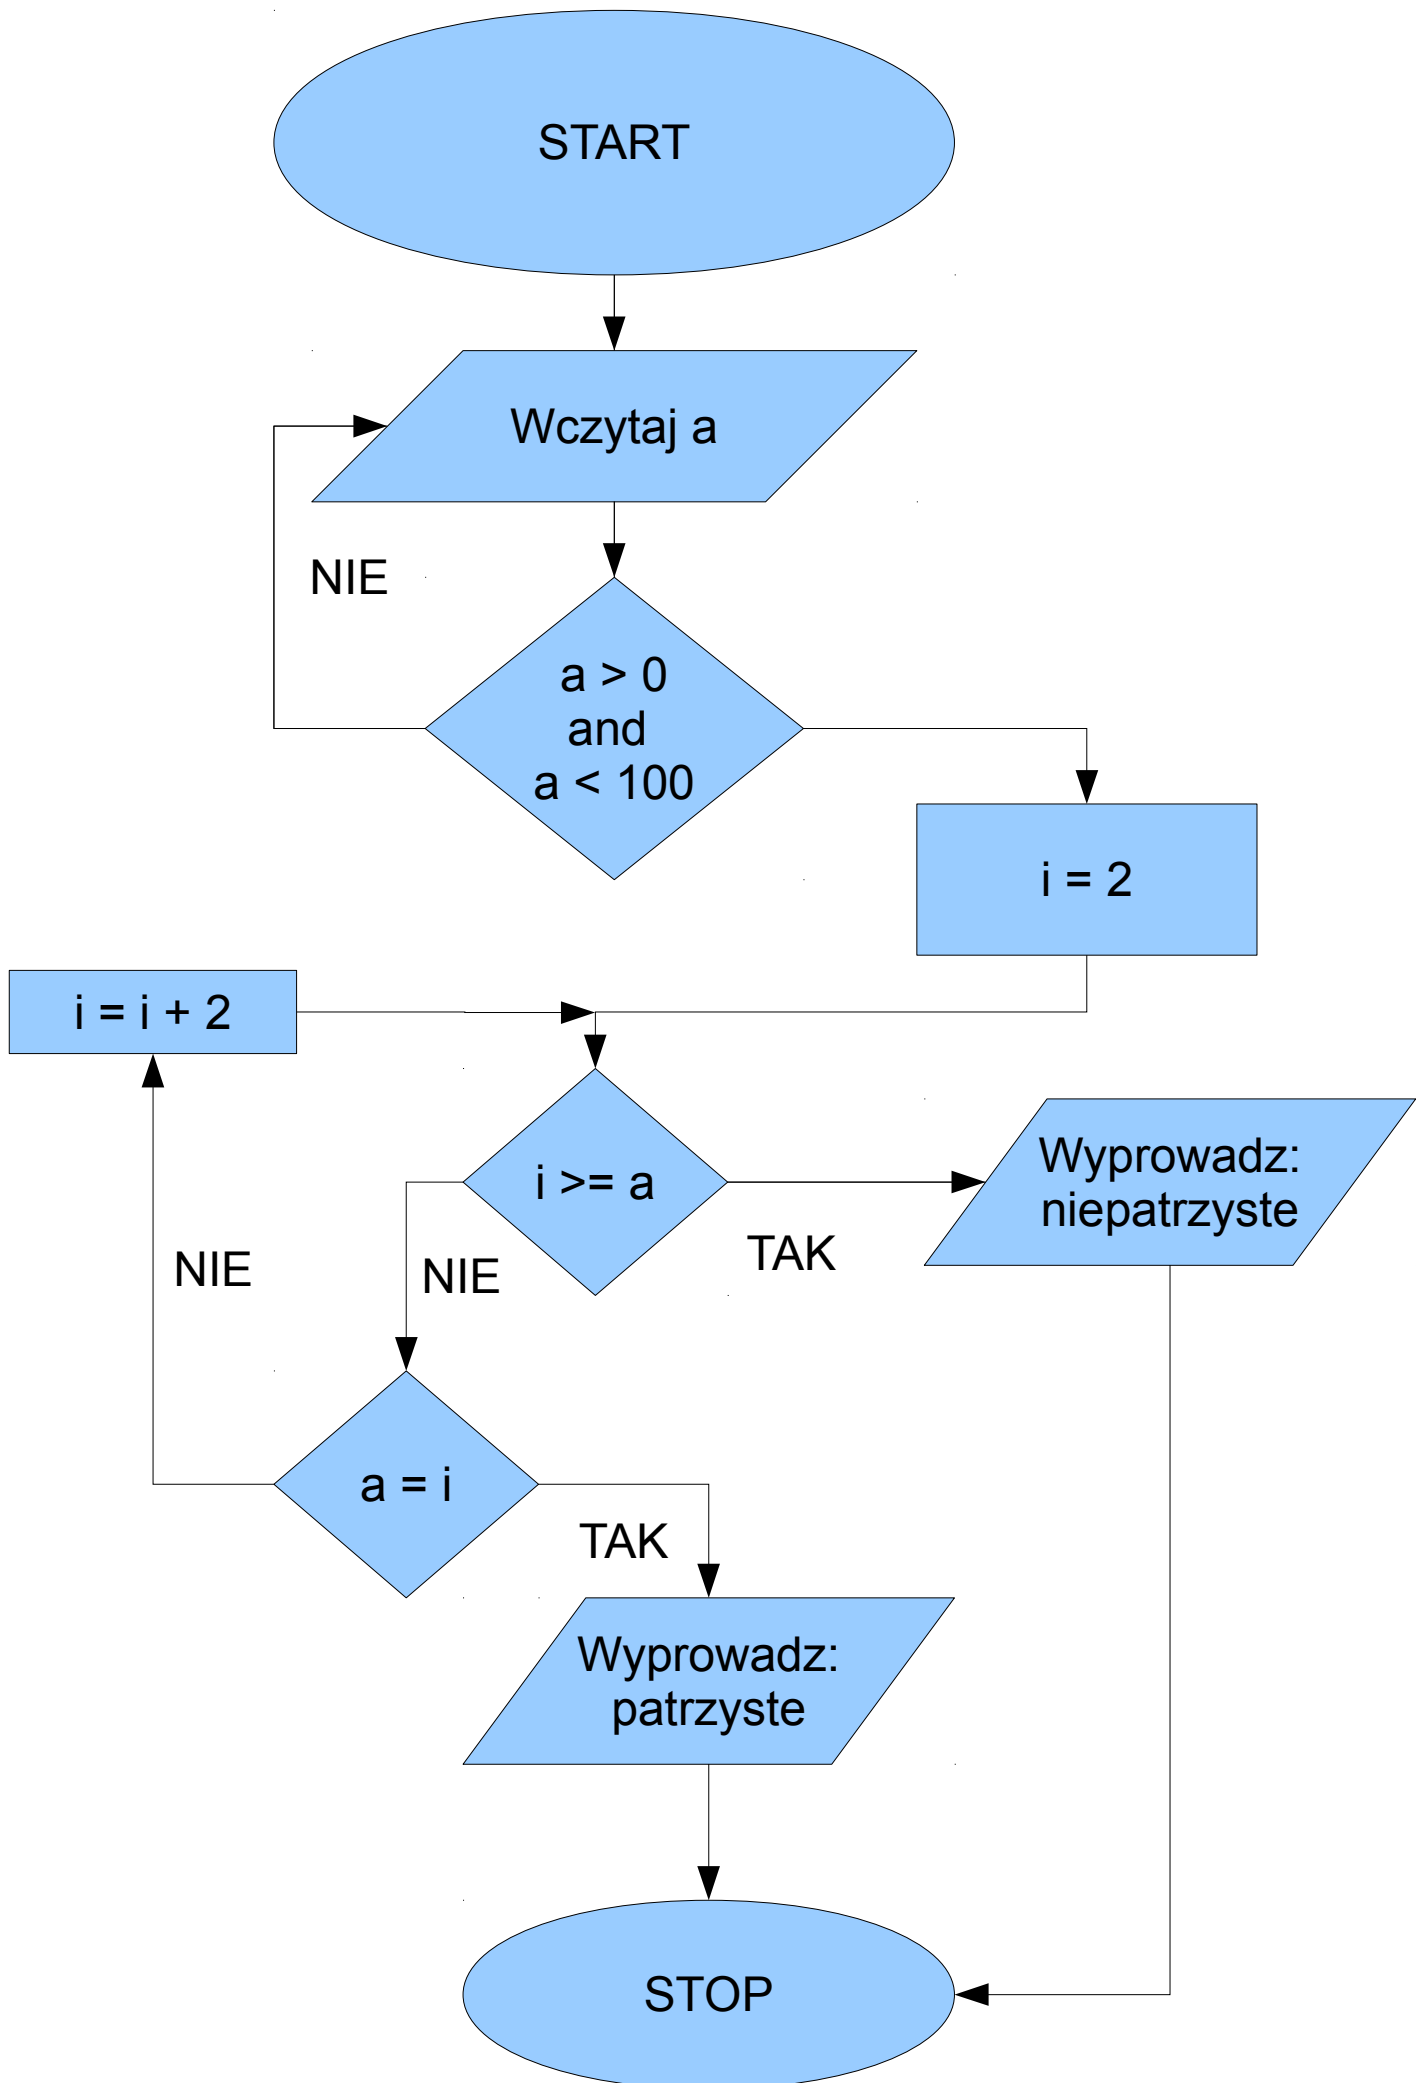 START
Wczytaj a
NIE
a > 0
and
a < 100
i = 2
i = i + 2
i >= a
Wyprowadz:
niepatrzyste
NIE
NIE
TAK
a = i
TAK
Wyprowadz:
patrzyste
STOP